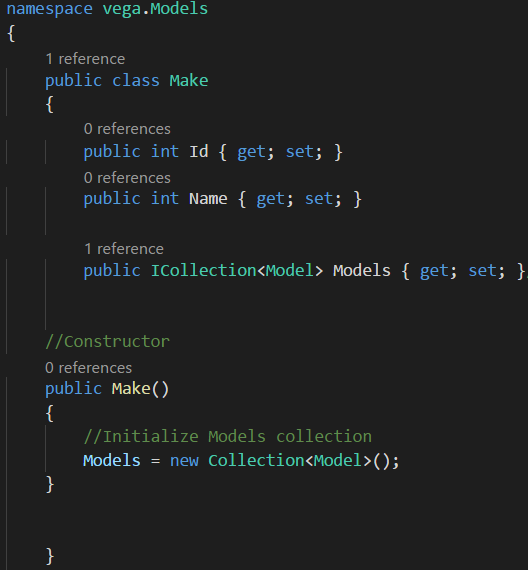 namespace vega.Models
{
1 reference
public class Make
{
0 references
public int Id { get; set; }
0 references
public int Name { get; set; }
1 reference
public ICollection<Model> Models { get; set; }
//Constructor
0 references
public Make()
{
//Initialize Models collection
Models = new Collection<Model>();
}
}